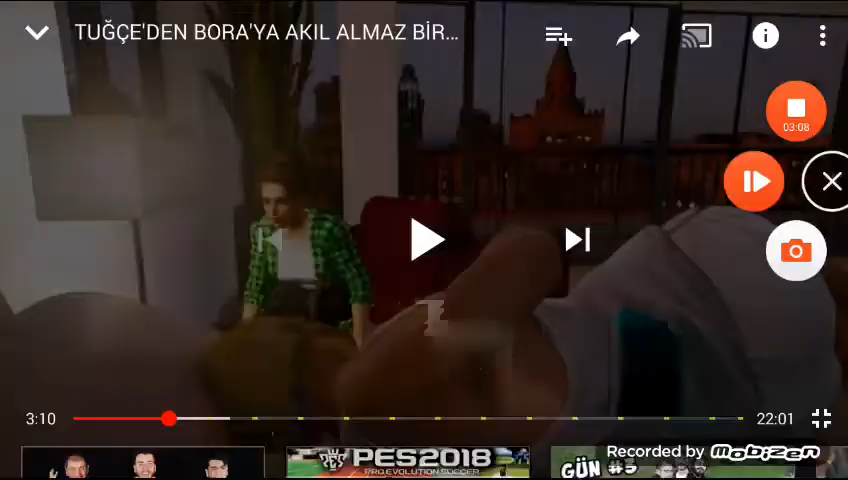 TUĞÇE'DEN BORA'YA AKIL ALMAZ BİR...
03:08
3:10
22:01
Recorded by mobizen
PES2018
PRO EVOLUTION SOCCER
GÜN #5